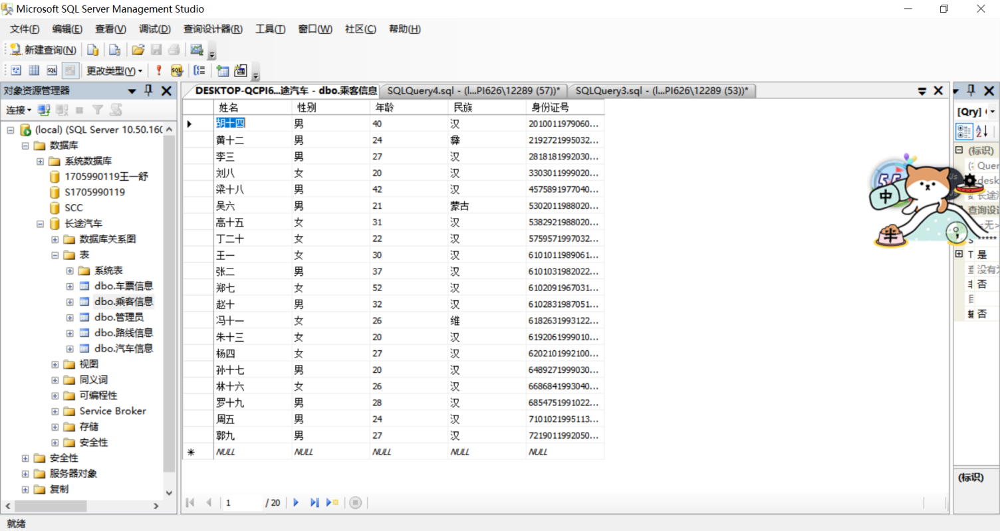 Microsoft SQL Server Management Studio
文件(F) 编辑(E) 查看(V) 调试(D) 查询设计器(R) 工具(T) 窗口(W) 社区(C) 帮助(H)
新建查询(N)
更改类型(Y)
对象资源管理器
连接
(local) (SQL Server 10.50.160
数据库
系统数据库
1705990119王一舒
S1705990119
SCC
长途汽车
数据库关系图
表
系统表
dbo.车票信息
dbo.乘客信息
dbo.管理员
dbo.路线信息
dbo.汽车信息
视图
同义词
可编程性
Service Broker
存储
安全性
安全性
服务器对象
复制
DESKTOP-QCPI6...途汽车 - dbo.乘客信息 SQLQuery4.sql - (l...PI626\12289 (57))* SQLQuery3.sql - (l...PI626\12289 (53))*
姓名 性别 年龄 民族 身份证号
胡十四 男 40 汉 2010011979060...
黄十二 男 24 彝 2192721995032...
李三 男 27 汉 2818181992030...
刘八 女 20 汉 3303011999020...
梁十八 男 42 汉 4575891977040...
吴六 男 21 蒙古 5302011988020...
高十五 女 31 汉 5382921988020...
丁二十 女 22 汉 5759571997032...
王一 女 30 汉 6101011989061...
张二 男 37 汉 6101031982022...
郑七 女 52 汉 6102091967031...
赵十 男 32 汉 6102831987051...
冯十一 女 26 维 6182631993122...
朱十三 女 20 汉 6192061999010...
杨四 女 27 汉 6202101992100...
孙十七 男 20 汉 6489271999030...
林十六 女 26 汉 6686841993040...
罗十九 男 28 汉 6854751991022...
周五 男 24 汉 7101021995113...
郭九 男 27 汉 7219011992050...
NULL NULL NULL NULL NULL
1 / 20
[Qry]
(标识)
Quer
desk
长途
查询设
<无>
*****
T 是
没有
否
否
(标识)
中
半
就绪